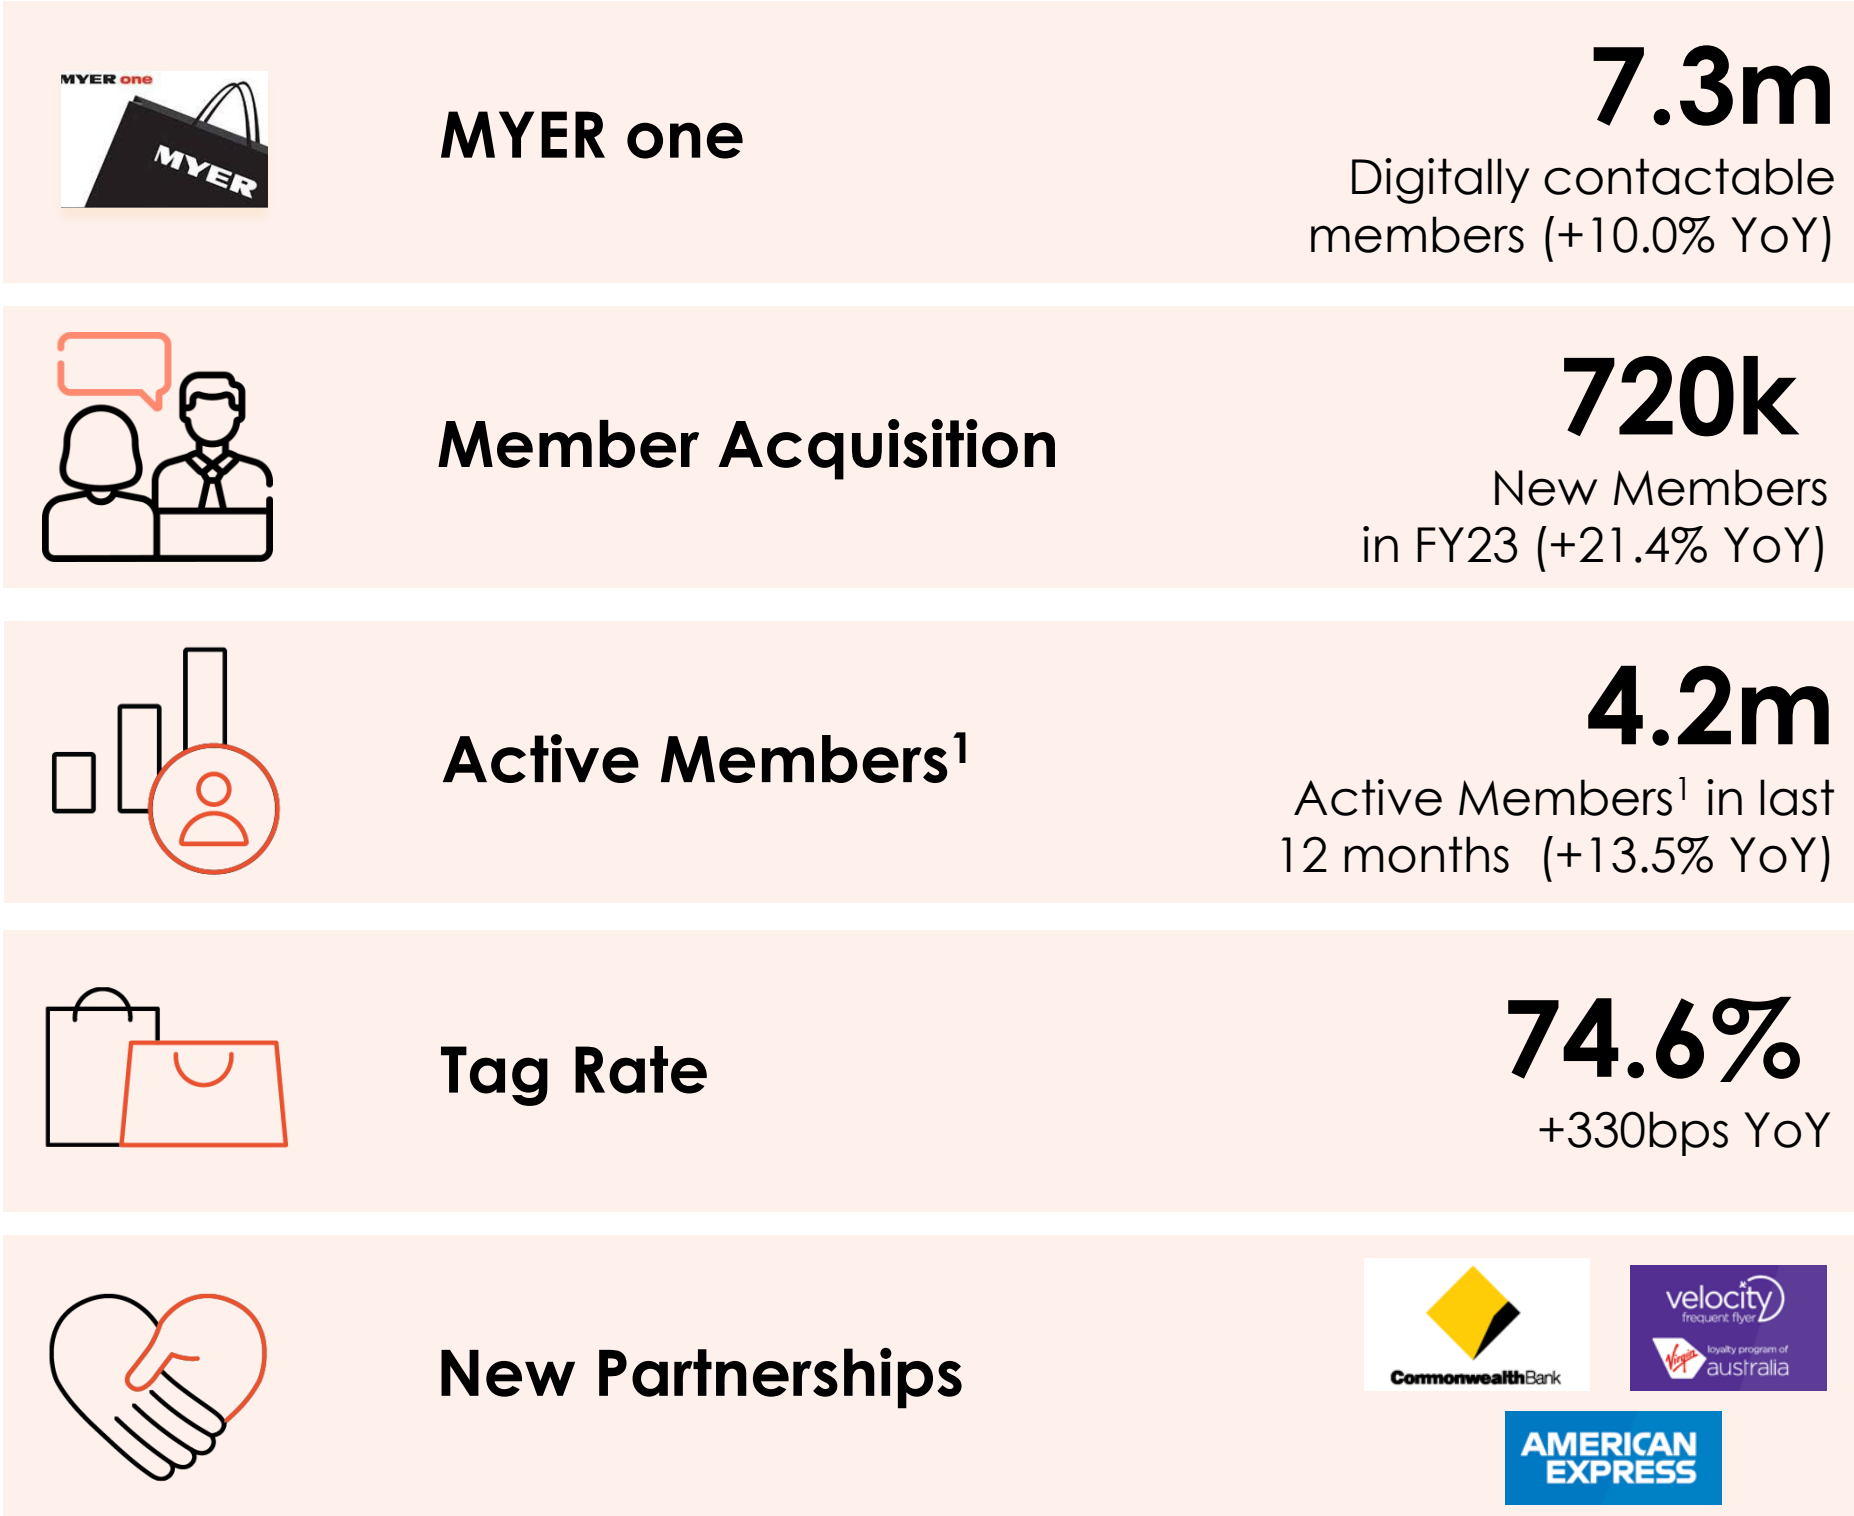 MYER one
MYER
MYER one
7.3m
Digitally contactable
members (+10.0% YoY)
Member Acquisition
720k
New Members
in FY23 (+21.4% YoY)
Active Members¹
4.2m
Active Members¹ in last
12 months (+13.5% YoY)
Tag Rate
74.6%
+330bps YoY
New Partnerships
CommonwealthBank
velocity
frequent flyer
Virgin
loyalty program of
australia
AMERICAN
EXPRESS